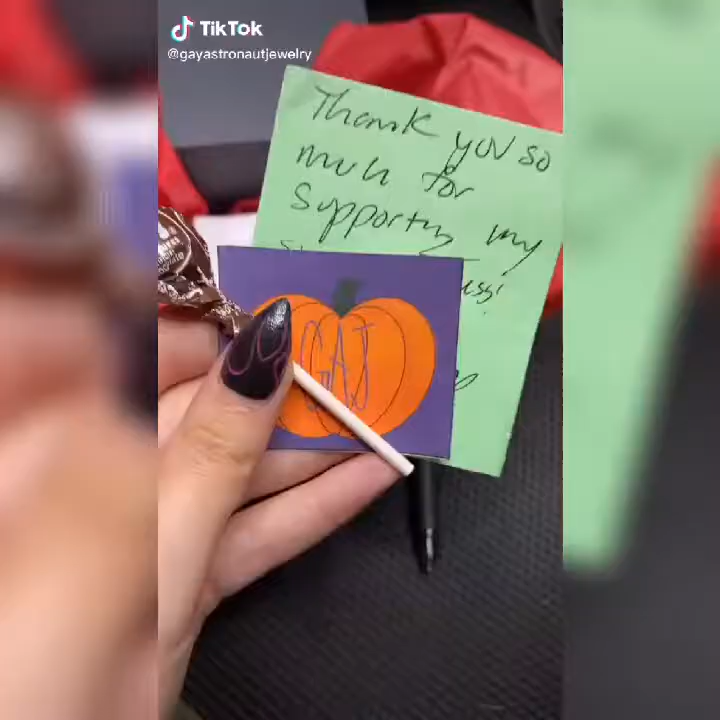 TikTok
@gayastronautjewelry
Thank you so
much for
supporting my
GAJ